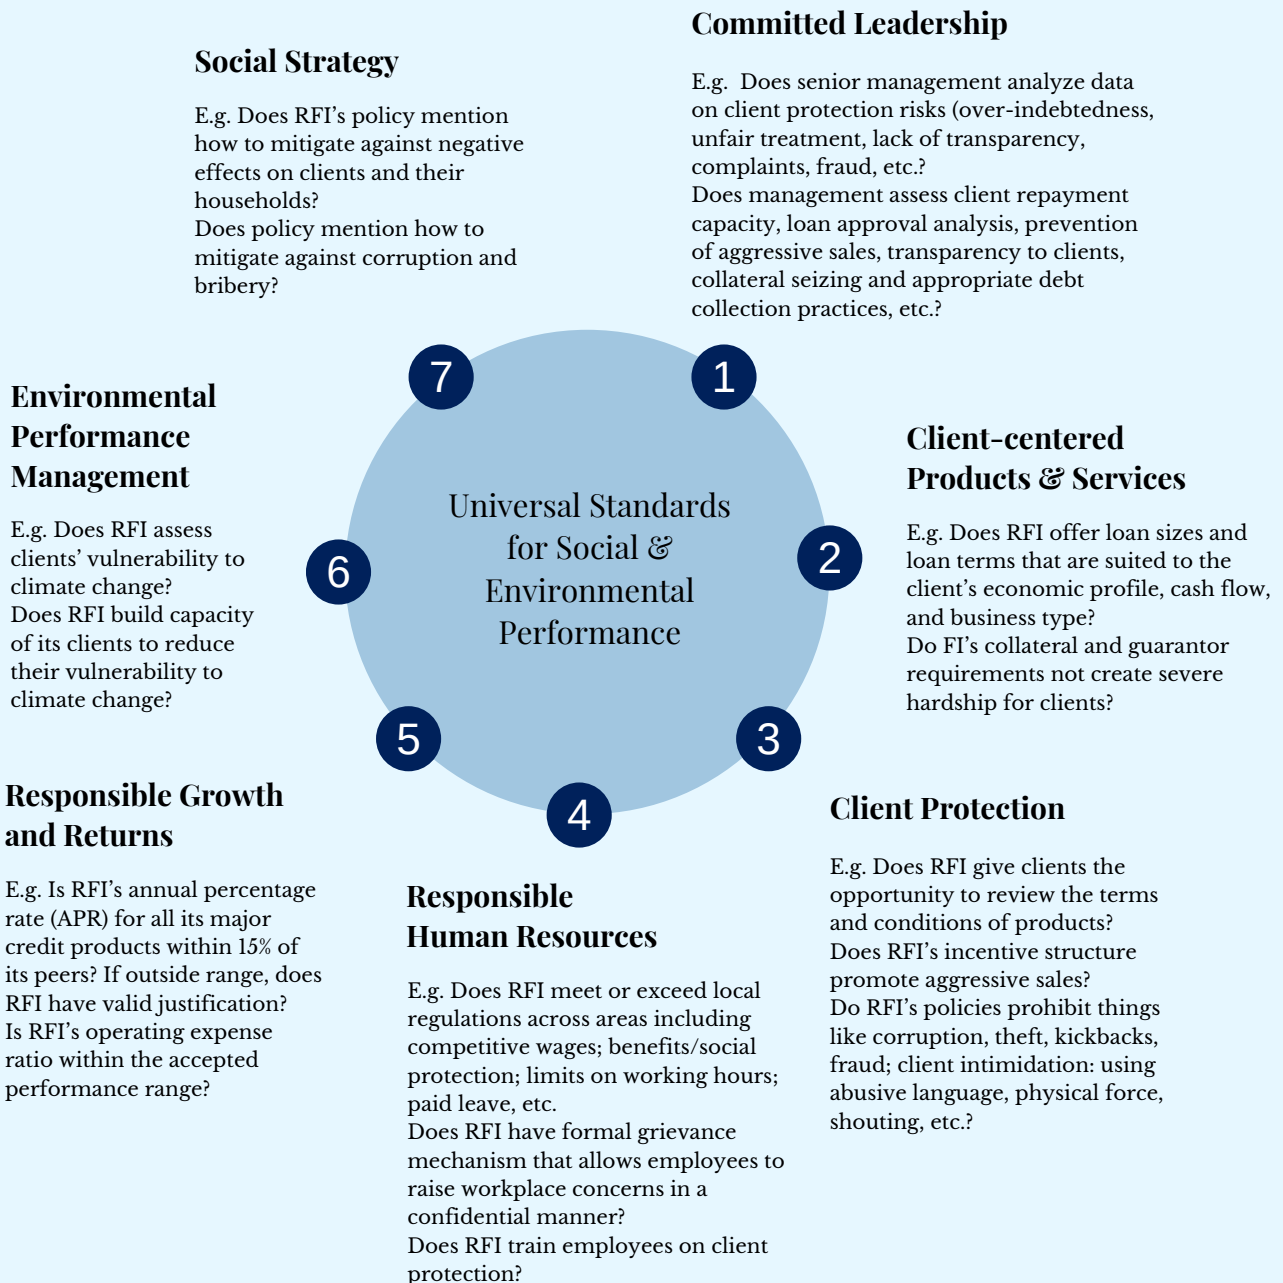 Committed Leadership
E.g.  Does senior management analyze data
on client protection risks (over-indebtedness,
unfair treatment, lack of transparency,
complaints, fraud, etc.?
Does management assess client repayment
capacity, loan approval analysis, prevention
of aggressive sales, transparency to clients,
collateral seizing and appropriate debt
collection practices, etc.?
Social Strategy
E.g. Does RFI’s policy mention
how to mitigate against negative
effects on clients and their
households?
Does policy mention how to
mitigate against corruption and
bribery?
7
1
Environmental
Performance
Management
E.g. Does RFI assess
clients’ vulnerability to
climate change?
Does RFI build capacity
of its clients to reduce
their vulnerability to
climate change?
6
Universal Standards
for Social &
Environmental
Performance
2
Client-centered
Products & Services
E.g. Does RFI offer loan sizes and
loan terms that are suited to the
client’s economic profile, cash flow,
and business type?
Do FI’s collateral and guarantor
requirements not create severe
hardship for clients?
5
3
4
Responsible Growth
and Returns
E.g. Is RFI’s annual percentage
rate (APR) for all its major
credit products within 15% of
its peers? If outside range, does
RFI have valid justification?
Is RFI’s operating expense
ratio within the accepted
performance range?
Responsible
Human Resources
E.g. Does RFI meet or exceed local
regulations across areas including
competitive wages; benefits/social
protection; limits on working hours;
paid leave, etc.
Does RFI have formal grievance
mechanism that allows employees to
raise workplace concerns in a
confidential manner?
Does RFI train employees on client
protection?
Client Protection
E.g. Does RFI give clients the
opportunity to review the terms
and conditions of products?
Does RFI’s incentive structure
promote aggressive sales?
Do RFI’s policies prohibit things
like corruption, theft, kickbacks,
fraud; client intimidation: using
abusive language, physical force,
shouting, etc.?